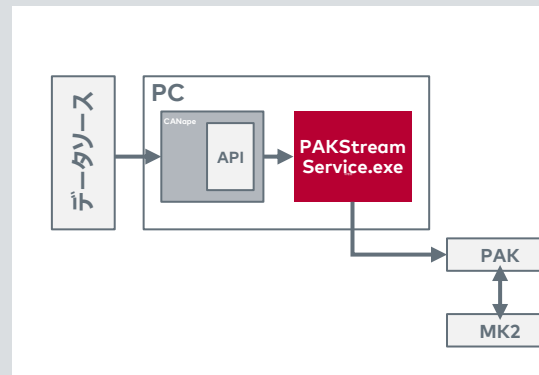 データソース
PC
CANape
API
PAKStream
Service.exe
PAK
MK2